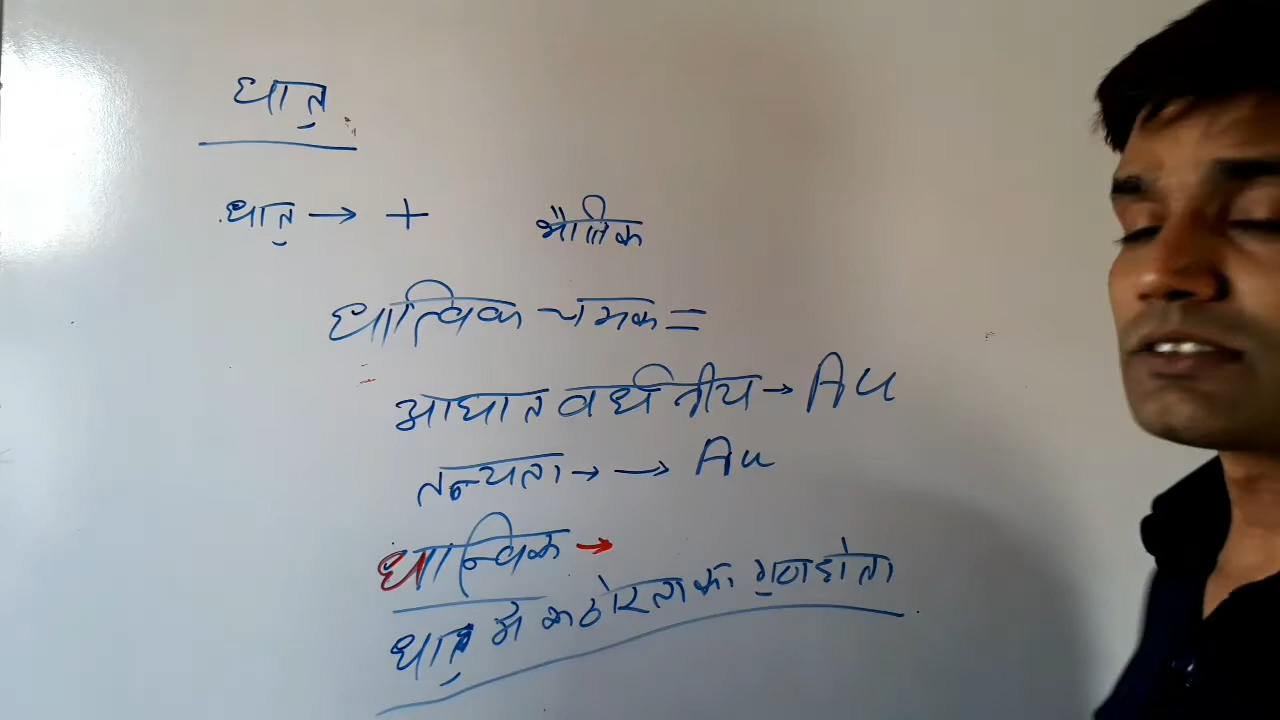 धातु
धातु → + भौतिक
धात्विक चमक =
आघातवर्धनीय → Au
तन्यता → → Au
धान्विक →
धातु में कठोरता का गुण होता